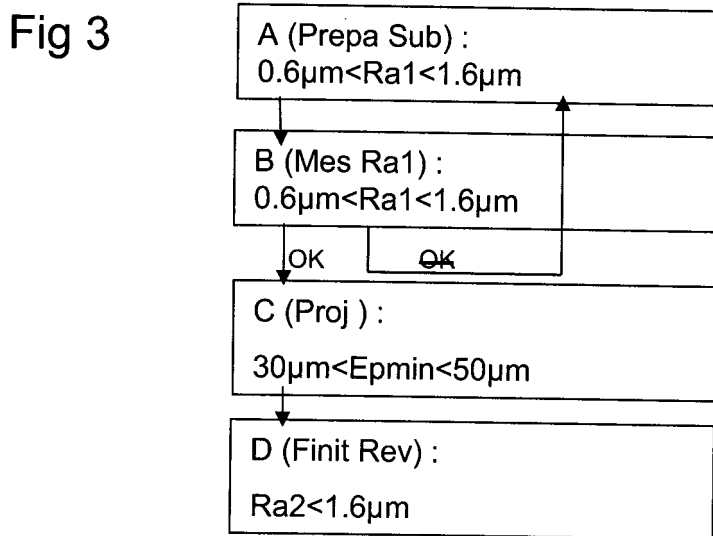 Fig 3
A (Prepa Sub) :
0.6µm<Ra1<1.6µm
B (Mes Ra1) :
0.6µm<Ra1<1.6µm
OK OK
C (Proj ) :
30µm<Epmin<50µm
D (Finit Rev) :
Ra2<1.6µm